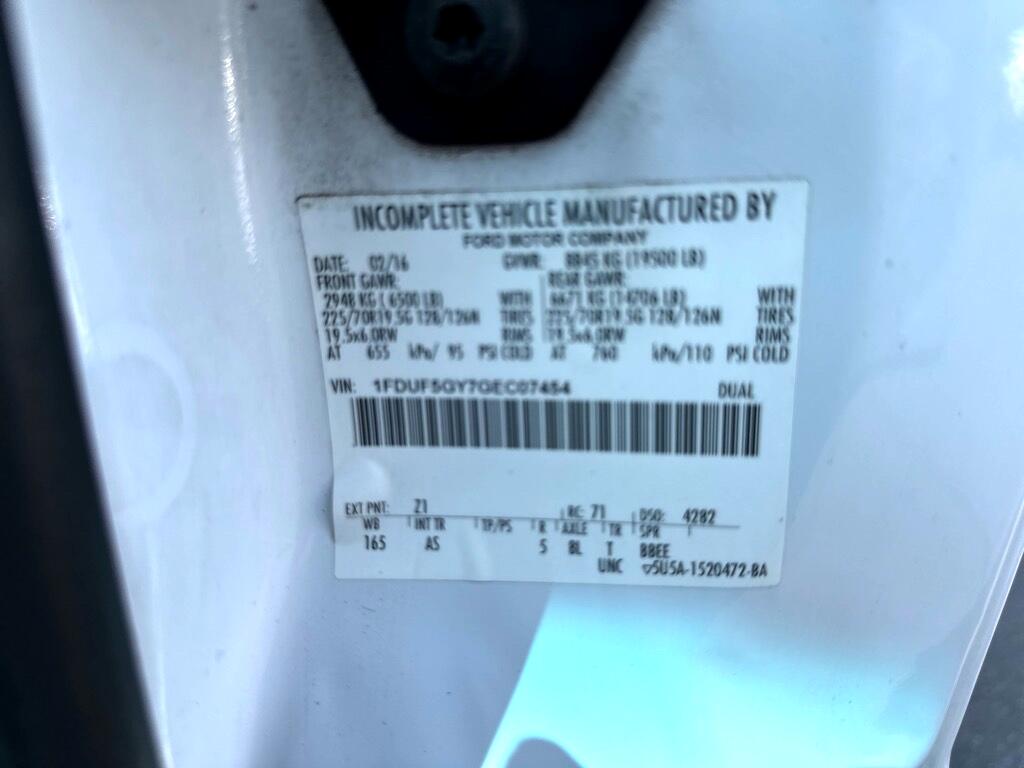 INCOMPLETE VEHICLE MANUFACTURED BY
FORD MOTOR COMPANY
DATE: 02/16 GVWR: 8845 KG (19500 LB)
FRONT GAWR: REAR GAWR:
2948 KG ( 6500 LB) WITH 6671 KG (14706 LB) WITH
225/70R19.5G 128/126N TIRES 225/70R19.5G 128/126N TIRES
19.5x6.0RW RIMS 19.5x6.0RW RIMS
AT 655 kPa/ 95 PSI COLD AT 760 kPa/110 PSI COLD
VIN: 1FDUF5GY7GEC07454 DUAL
EXT PNT: Z1 RC: 71 DSO: 4282
WB INT TR TP/PS R AXLE TR SPR
165 AS 5 BL T BBEE
UNC ▽5U5A-1520472-BA